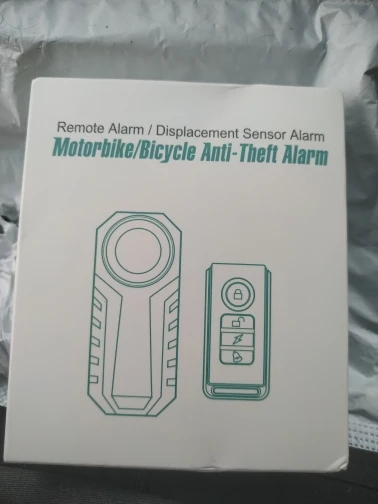 Remote Alarm / Displacement Sensor Alarm
Motorbike/Bicycle Anti-Theft Alarm